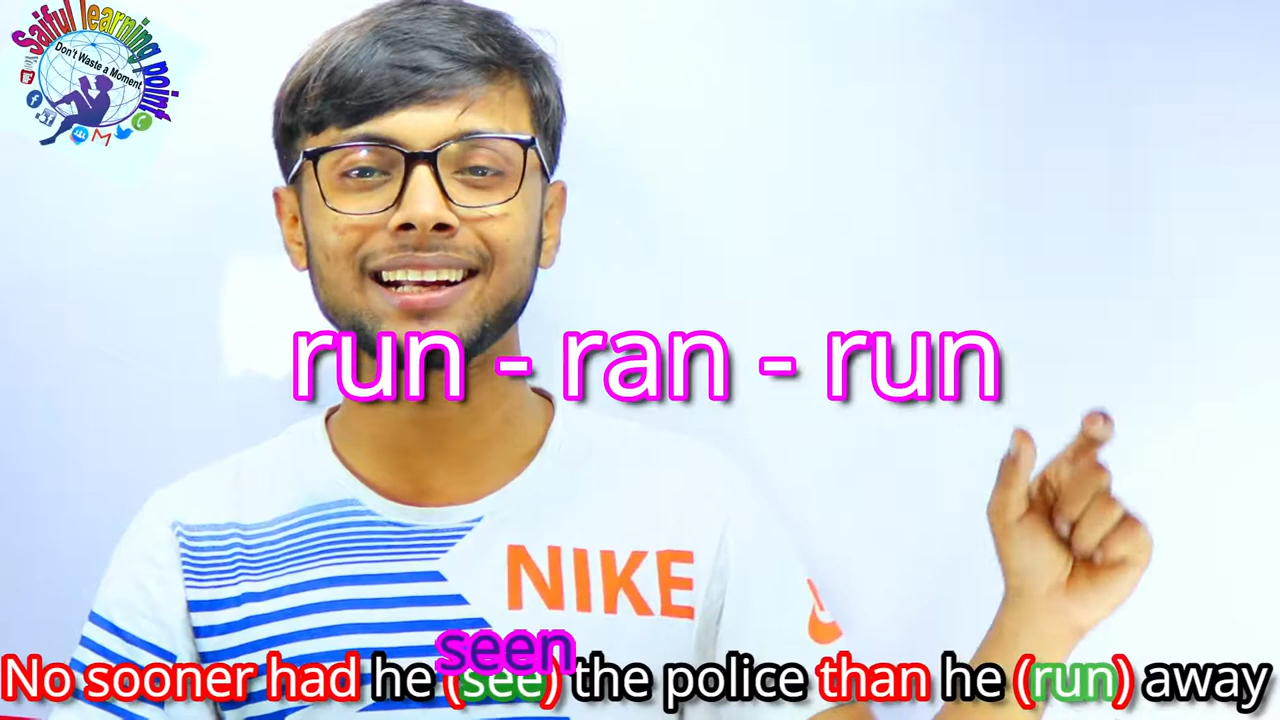 Saiful learning point
Don't Waste a Moment
run - ran - run
NIKE
seen
No sooner had he (see) the police than he (run) away